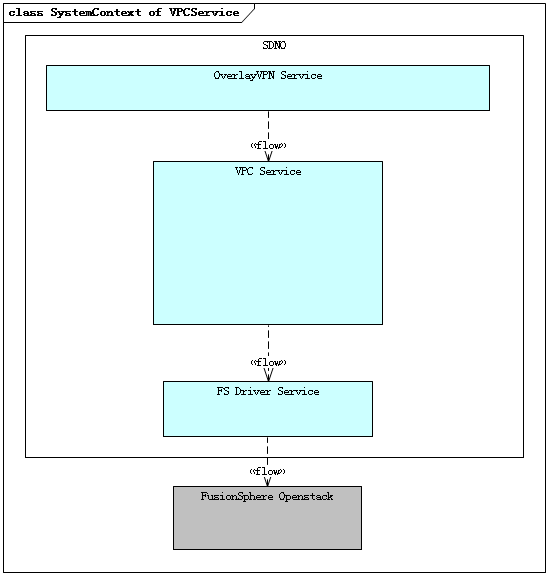 class SystemContext of VPCService
SDNO
OverlayVPN Service
«flow»
VPC Service
«flow»
FS Driver Service
«flow»
FusionSphere Openstack